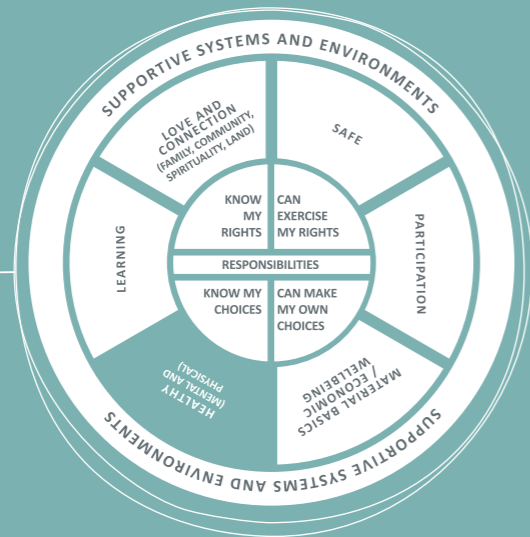 SUPPORTIVE SYSTEMS AND ENVIRONMENTS
LOVE AND
CONNECTION
(FAMILY, COMMUNITY,
SPIRITUALITY, LAND)
SAFE
KNOW
MY
RIGHTS
CAN
EXERCISE
MY RIGHTS
LEARNING
PARTICIPATION
RESPONSIBILITIES
KNOW MY
CHOICES
CAN MAKE
MY OWN
CHOICES
HEALTHY
(MENTAL AND
PHYSICAL)
MATERIAL BASICS
/ ECONOMIC
WELLBEING
SUPPORTIVE SYSTEMS AND ENVIRONMENTS